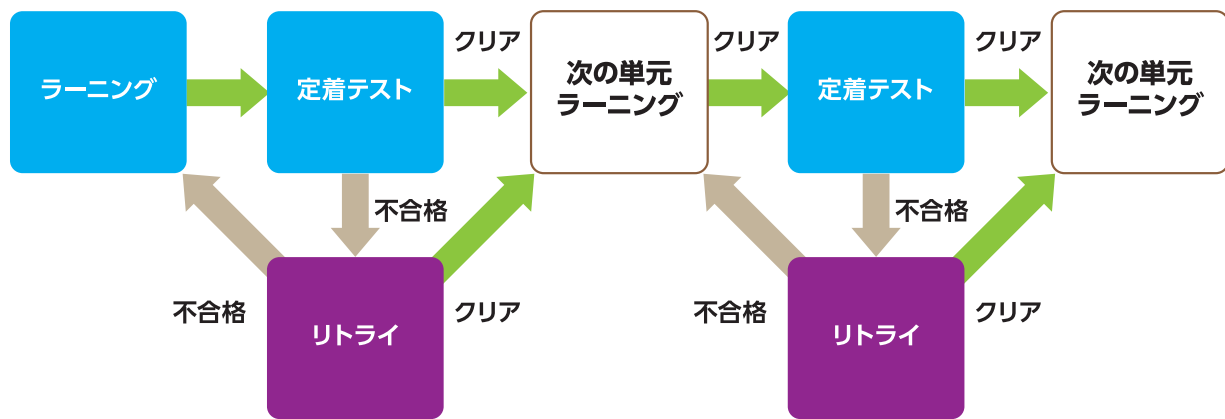 クリア
クリア
クリア
ラーニング
定着テスト
次の単元
ラーニング
定着テスト
次の単元
ラーニング
不合格
不合格
不合格
リトライ
クリア
不合格
リトライ
クリア